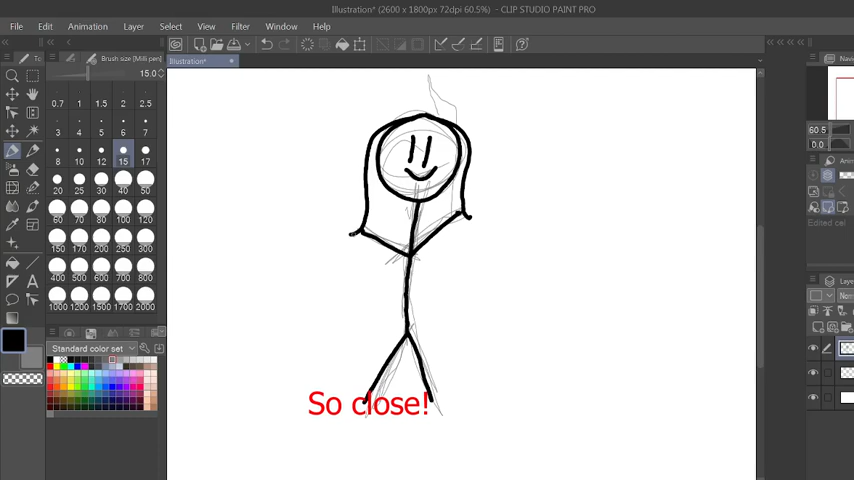 Illustration* (2600 x 1800px 72dpi 60.5%) - CLIP STUDIO PAINT PRO
File Edit Animation Layer Select View Filter Window Help
Brush size [Milli pen]
Illustration*
15.0
0.7 1 1.5 2 2.5
3 4 5 6 7
8 10 12 15 17
20 25 30 40 50
60 70 80 100 120
150 170 200 250 300
400 500 600 700 800
1000 1200 1500 1700 2000
Standard color set
So close!
60.5
0.0
Edited cel